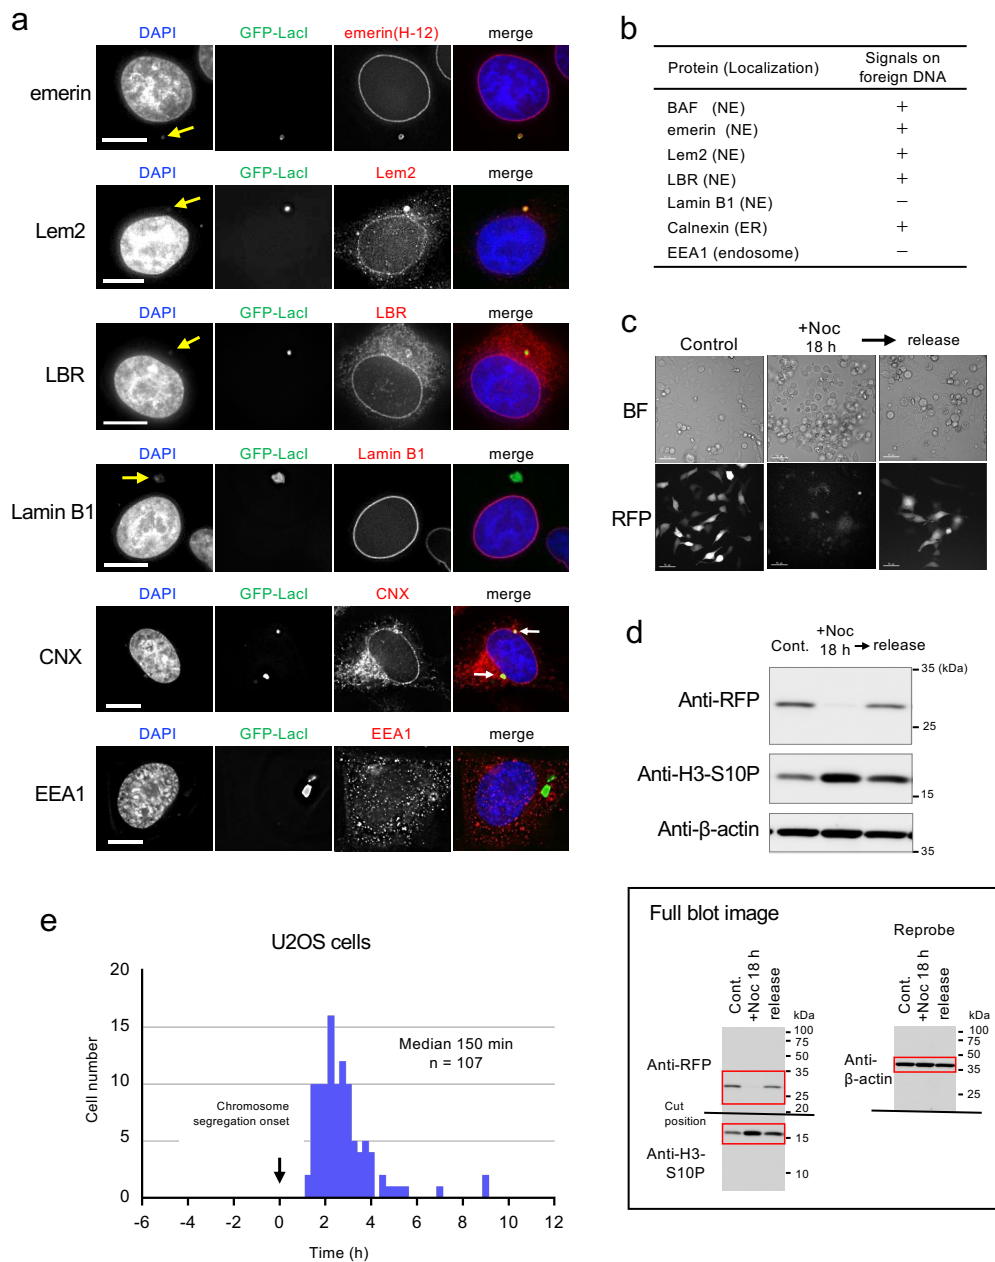 a
DAPI GFP-LacI emerin(H-12) merge
emerin
DAPI GFP-LacI Lem2 merge
Lem2
DAPI GFP-LacI LBR merge
LBR
DAPI GFP-LacI Lamin B1 merge
Lamin B1
DAPI GFP-LacI CNX merge
CNX
DAPI GFP-LacI EEA1 merge
EEA1
b
Protein (Localization) Signals on
foreign DNA
BAF (NE) +
emerin (NE) +
Lem2 (NE) +
LBR (NE) +
Lamin B1 (NE) −
Calnexin (ER) +
EEA1 (endosome) −
c
Control +Noc
18 h → release
BF
RFP
d
Cont. +Noc
18 h → release
35 (kDa)
Anti-RFP
25
Anti-H3-S10P
15
Anti-β-actin
35
Full blot image
Reprobe
Cont.
+Noc 18 h
release
kDa
100
75
50
35
25
20
15
10
Anti-RFP
Cut
position
Anti-H3-
S10P
Cont.
+Noc 18 h
release
kDa
100
75
50
35
25
Anti-
β-actin
e
U2OS cells
Cell number
20
15
10
5
0
Median 150 min
n = 107
Chromosome
segregation onset
-6 -4 -2 0 2 4 6 8 10 12
Time (h)